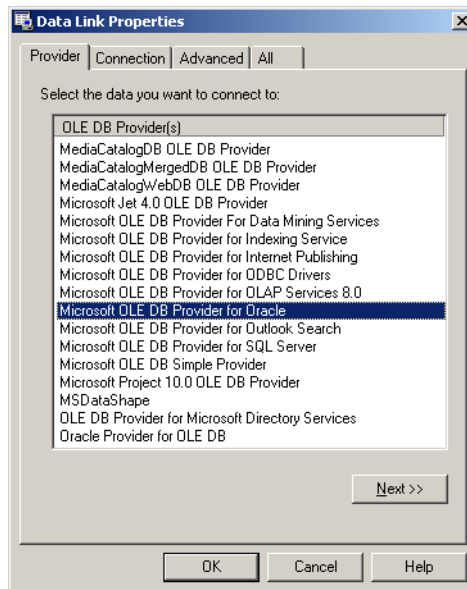 Data Link Properties
Provider Connection Advanced All
Select the data you want to connect to:
OLE DB Provider(s)
MediaCatalogDB OLE DB Provider
MediaCatalogMergedDB OLE DB Provider
MediaCatalogWebDB OLE DB Provider
Microsoft Jet 4.0 OLE DB Provider
Microsoft OLE DB Provider For Data Mining Services
Microsoft OLE DB Provider for Indexing Service
Microsoft OLE DB Provider for Internet Publishing
Microsoft OLE DB Provider for ODBC Drivers
Microsoft OLE DB Provider for OLAP Services 8.0
Microsoft OLE DB Provider for Oracle
Microsoft OLE DB Provider for Outlook Search
Microsoft OLE DB Provider for SQL Server
Microsoft OLE DB Simple Provider
Microsoft Project 10.0 OLE DB Provider
MSDataShape
OLE DB Provider for Microsoft Directory Services
Oracle Provider for OLE DB
Next >>
OK Cancel Help